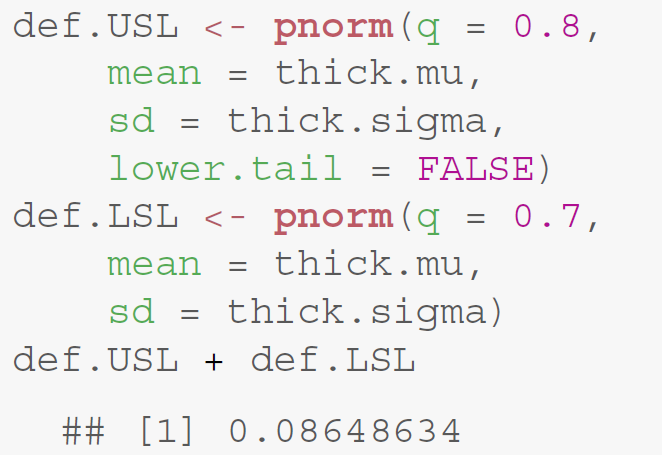 def.USL <- pnorm(q = 0.8,
    mean = thick.mu,
    sd = thick.sigma,
    lower.tail = FALSE)
def.LSL <- pnorm(q = 0.7,
    mean = thick.mu,
    sd = thick.sigma)
def.USL + def.LSL
  ## [1] 0.08648634